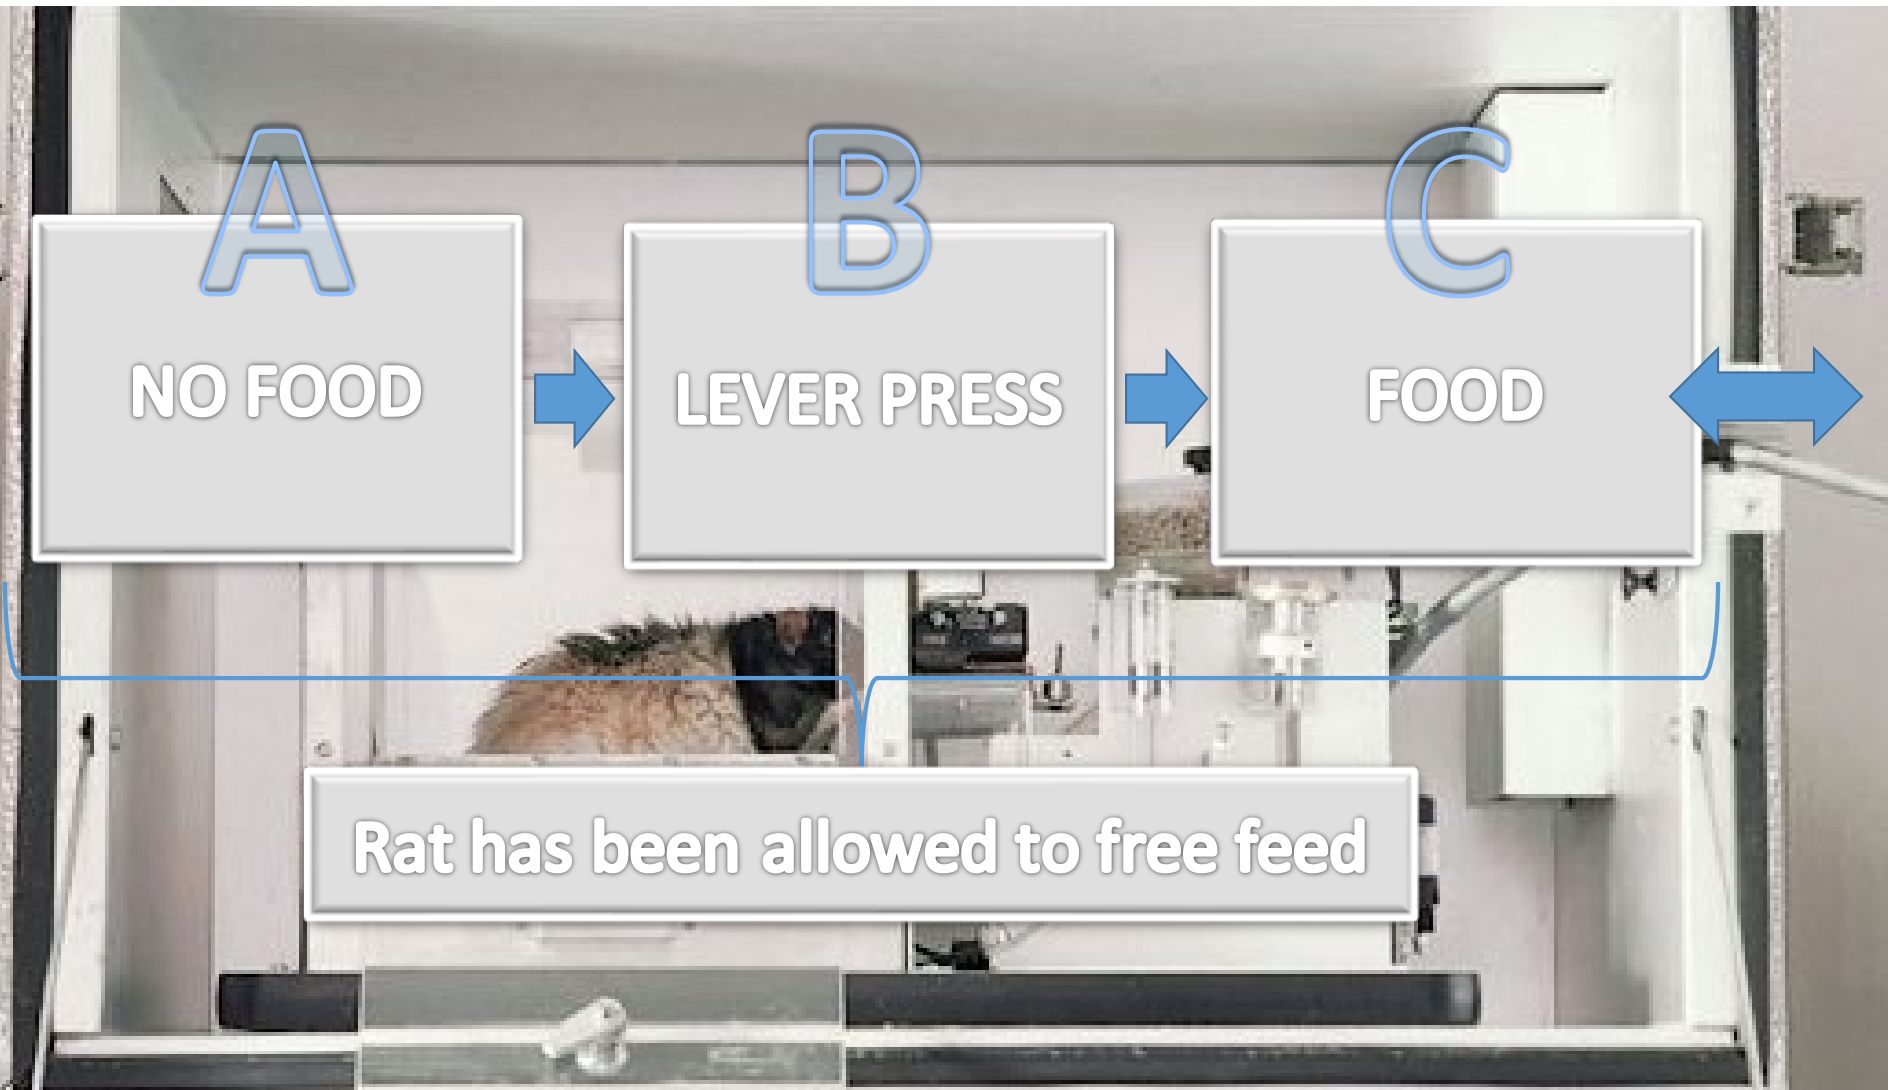 A
B
C
NO FOOD
LEVER PRESS
FOOD
Rat has been allowed to free feed